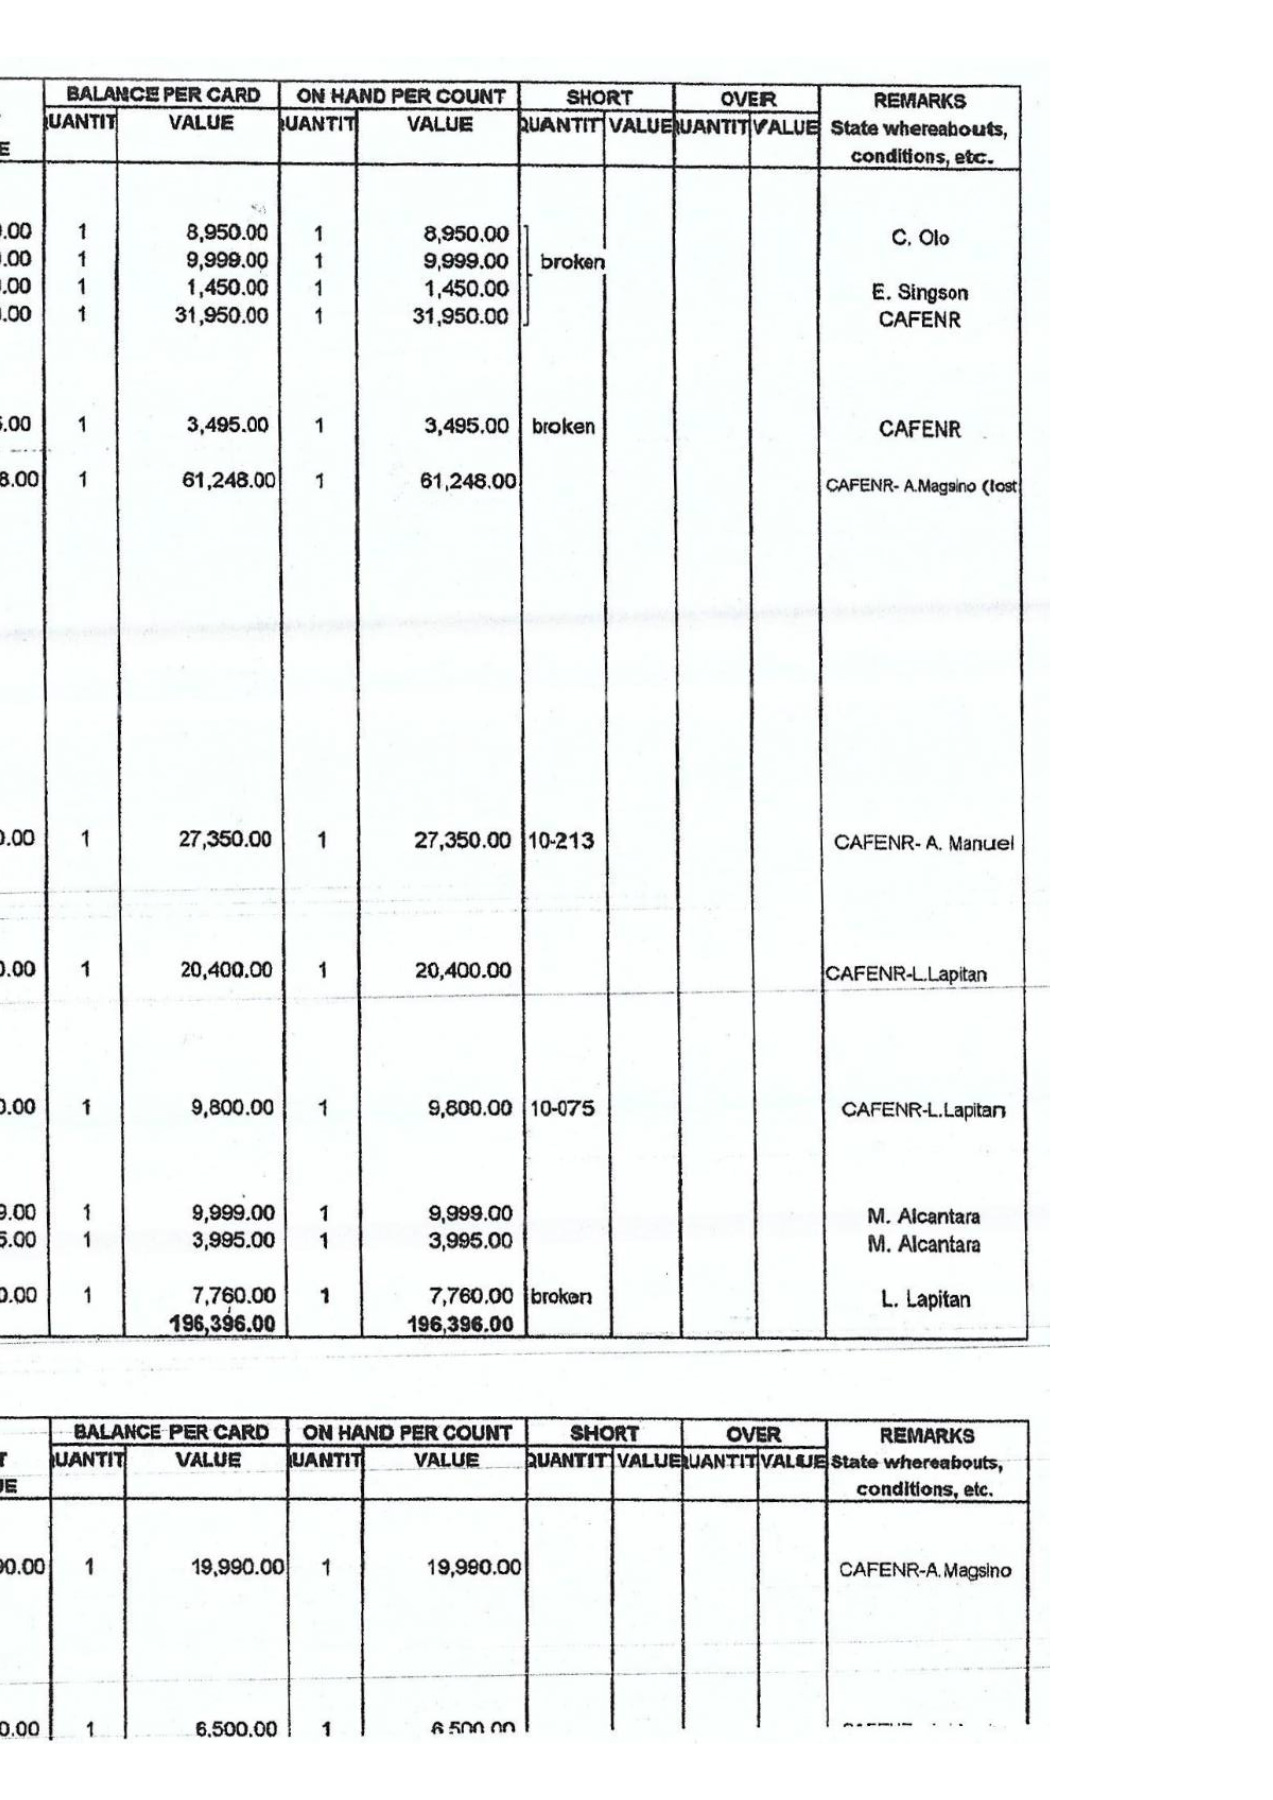 BALANCE PER CARD ON HAND PER COUNT SHORT OVER REMARKS
UANTIT VALUE UANTIT VALUE QUANTIT VALUE UANTIT VALUE State whereabouts,
E conditions, etc.
.00 1 8,950.00 1 8,950.00 C. Olo
.00 1 9,999.00 1 9,999.00 broken
.00 1 1,450.00 1 1,450.00 E. Singson
.00 1 31,950.00 1 31,950.00 CAFENR
.00 1 3,495.00 1 3,495.00 broken CAFENR
8.00 1 61,248.00 1 61,248.00 CAFENR- A.Magsino (lost
0.00 1 27,350.00 1 27,350.00 10-213 CAFENR- A. Manuel
0.00 1 20,400.00 1 20,400.00 CAFENR-L.Lapitan
0.00 1 9,800.00 1 9,800.00 10-075 CAFENR-L.Lapitan
9.00 1 9,999.00 1 9,999.00 M. Alcantara
5.00 1 3,995.00 1 3,995.00 M. Alcantara
0.00 1 7,760.00 1 7,760.00 broken L. Lapitan
196,396.00 196,396.00
BALANCE PER CARD ON HAND PER COUNT SHORT OVER REMARKS
T UANTIT VALUE UANTIT VALUE QUANTIT VALUE UANTIT VALUE State whereabouts,
E conditions, etc.
90.00 1 19,990.00 1 19,990.00 CAFENR-A.Magsino
0.00 1 6,500.00 1 6,500.00